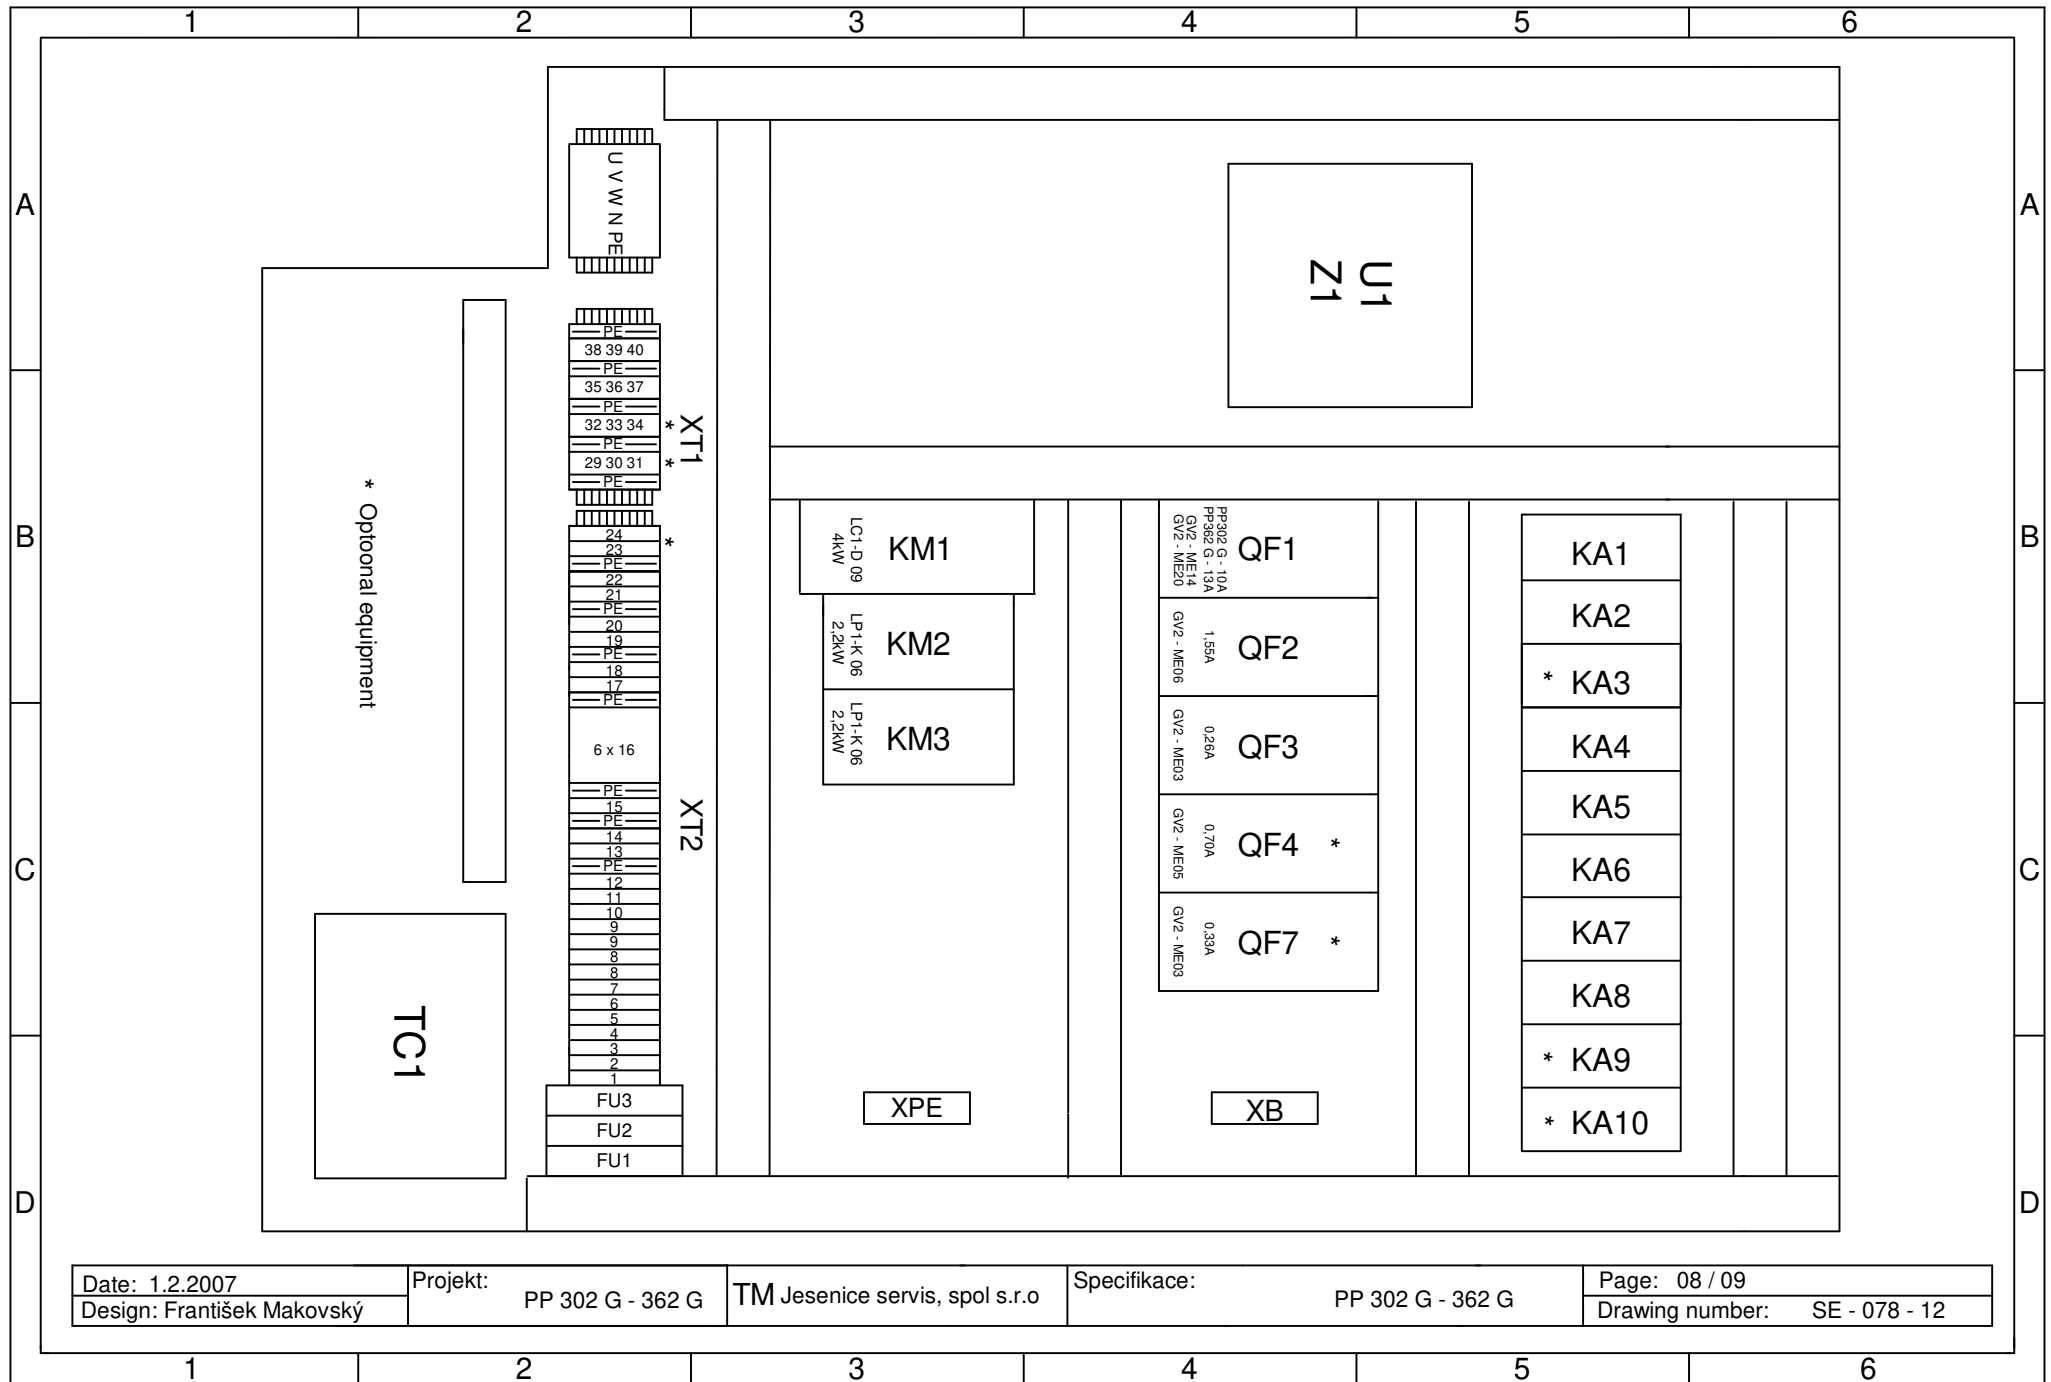 1 2 3 4 5 6
A A
B B
C C
D D
U V W N PE
PE
38 39 40
PE
35 36 37
PE
32 33 34 *
PE
29 30 31 *
PE
XT1
24 *
23
PE
22
21
PE
20
19
PE
18
17
PE
6 x 16
PE
15
PE
14
13
PE
12
11
10
9
9
8
8
7
6
5
4
3
2
1
XT2
FU3
FU2
FU1
* Optoonal equipment
TC1
U1
Z1
KM1
LC1-D 09
4kW
KM2
LP1-K 06
2,2kW
KM3
LP1-K 06
2,2kW
XPE
QF1
PP302 G - 10A
PP362 G - 13A
GV2 - ME14
GV2 - ME20
QF2
1,55A
GV2 - ME06
QF3
0,26A
GV2 - ME03
QF4 *
0,70A
GV2 - ME05
QF7 *
0,33A
GV2 - ME03
XB
KA1
KA2
* KA3
KA4
KA5
KA6
KA7
KA8
* KA9
* KA10
Date: 1.2.2007
Design: František Makovský
Projekt:
PP 302 G - 362 G
TM Jesenice servis, spol s.r.o
Specifikace:
PP 302 G - 362 G
Page: 08 / 09
Drawing number: SE - 078 - 12
1 2 3 4 5 6